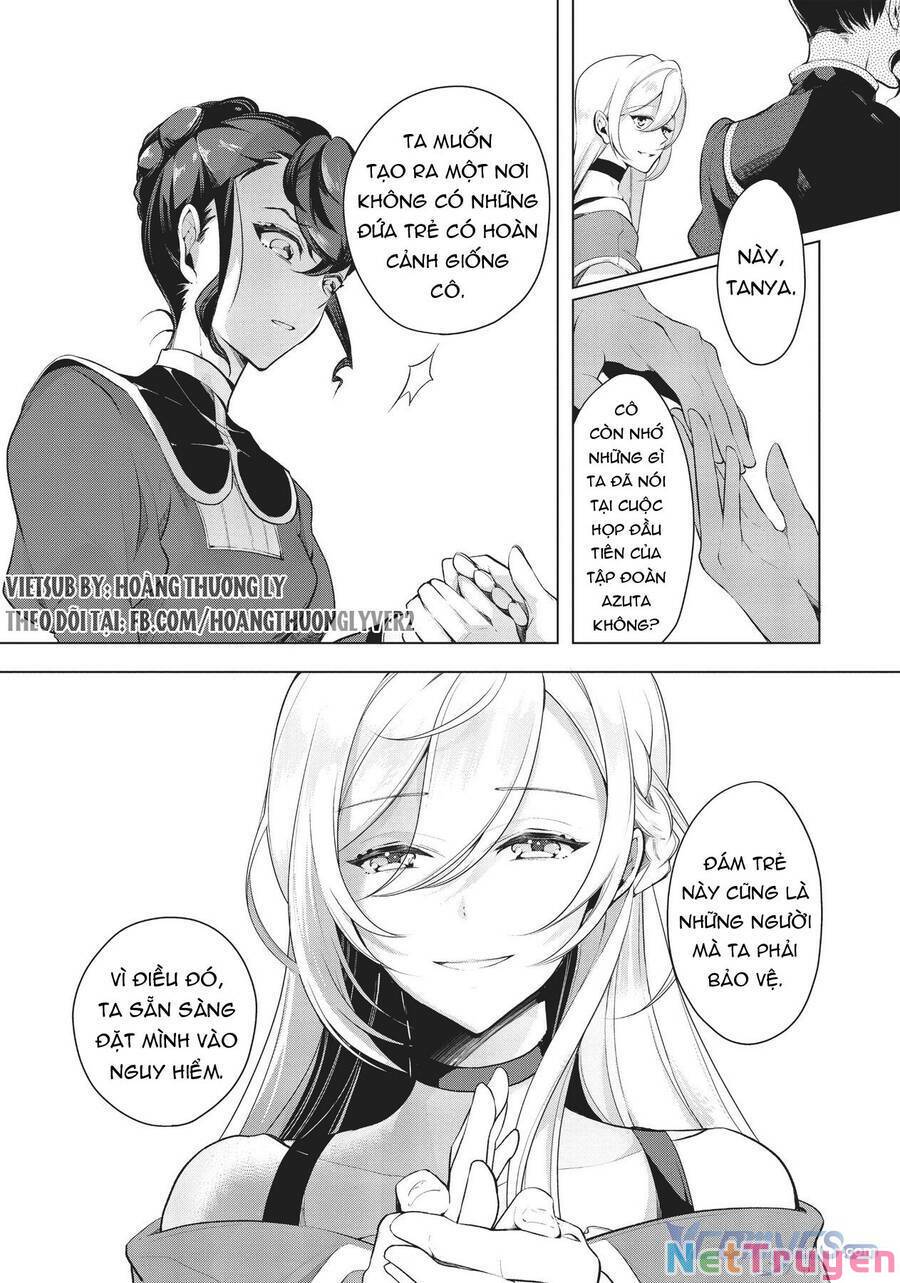 NÀY,
TANYA.
CÔ
CÒN NHỚ
NHỮNG GÌ
TA ĐÃ NÓI
TẠI CUỘC
HỌP ĐẦU
TIÊN CỦA
TẬP ĐOÀN
AZUTA
KHÔNG?
TA MUỐN
TẠO RA MỘT NƠI
KHÔNG CÓ NHỮNG
ĐỨA TRẺ CÓ HOÀN
CẢNH GIỐNG
CÔ.
VIETSUB BY: HOÀNG THƯƠNG LY
THEO DÕI TẠI: FB.COM/HOANGTHUONGLYVER2
ĐÁM TRẺ
NÀY CŨNG LÀ
NHỮNG NGƯỜI
MÀ TA PHẢI
BẢO VỆ.
VÌ ĐIỀU ĐÓ,
TA SẴN SÀNG
ĐẶT MÌNH VÀO
NGUY HIỂM.
NETTRUYEN